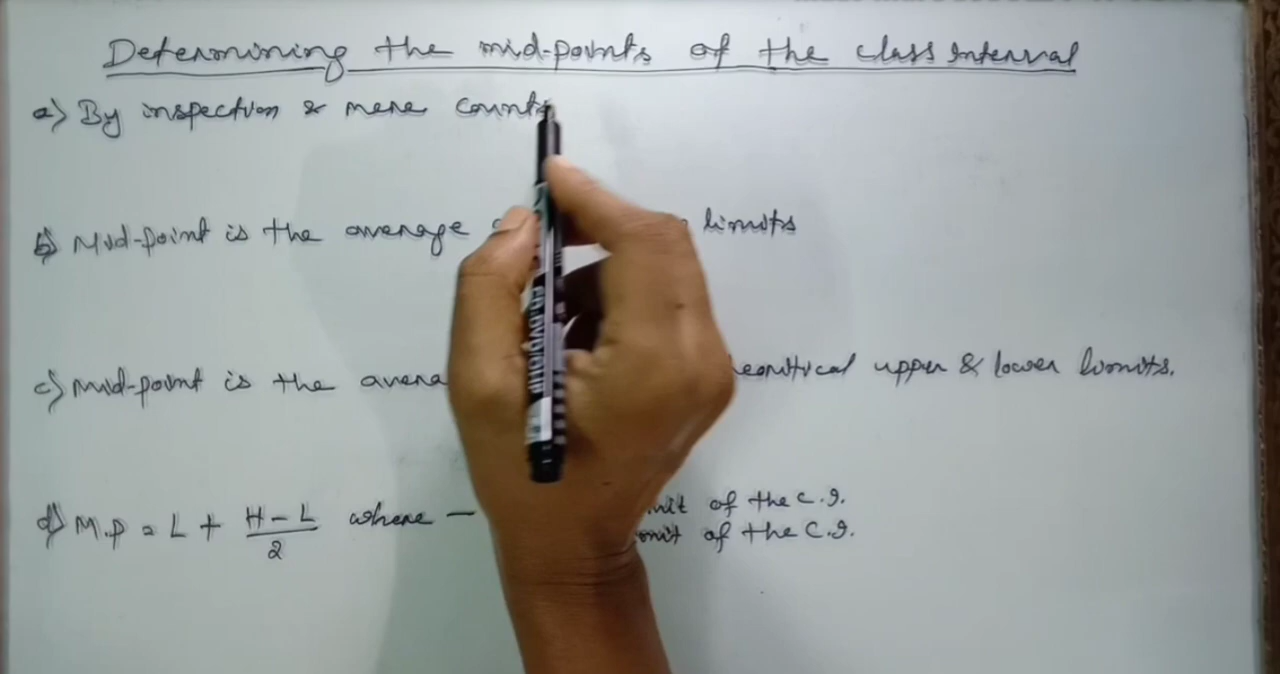 Determining the mid-points of the class Interval
a) By inspection & mere counts
b) Mid-point is the average limits
c) Mid-point is the upper & lower limits.
d) M.P = L + H-L/2 where - of the C.I.
of the C.I.